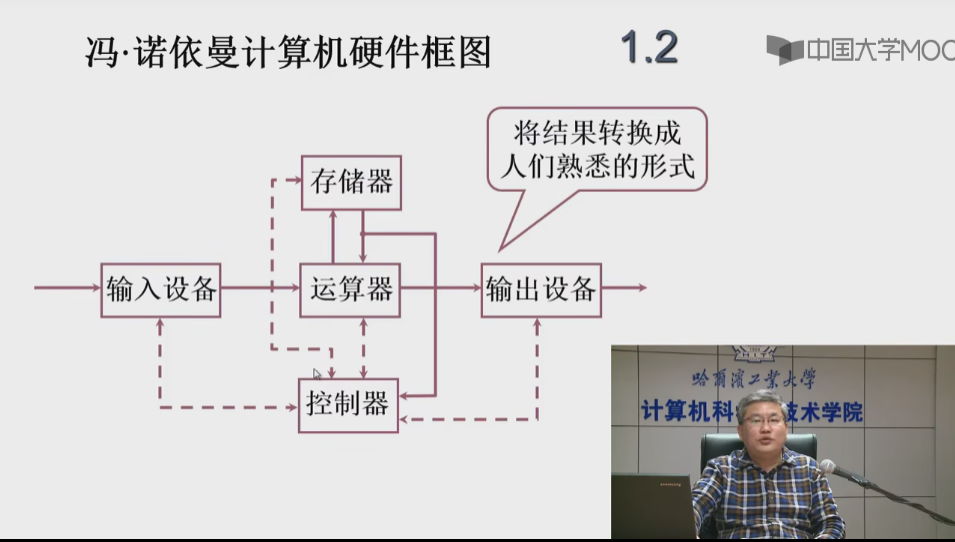 冯·诺依曼计算机硬件框图
1.2
中国大学MOO
将结果转换成
人们熟悉的形式
存储器
输入设备
运算器
输出设备
控制器
HIT
哈尔滨工业大学
计算机科 技术学院